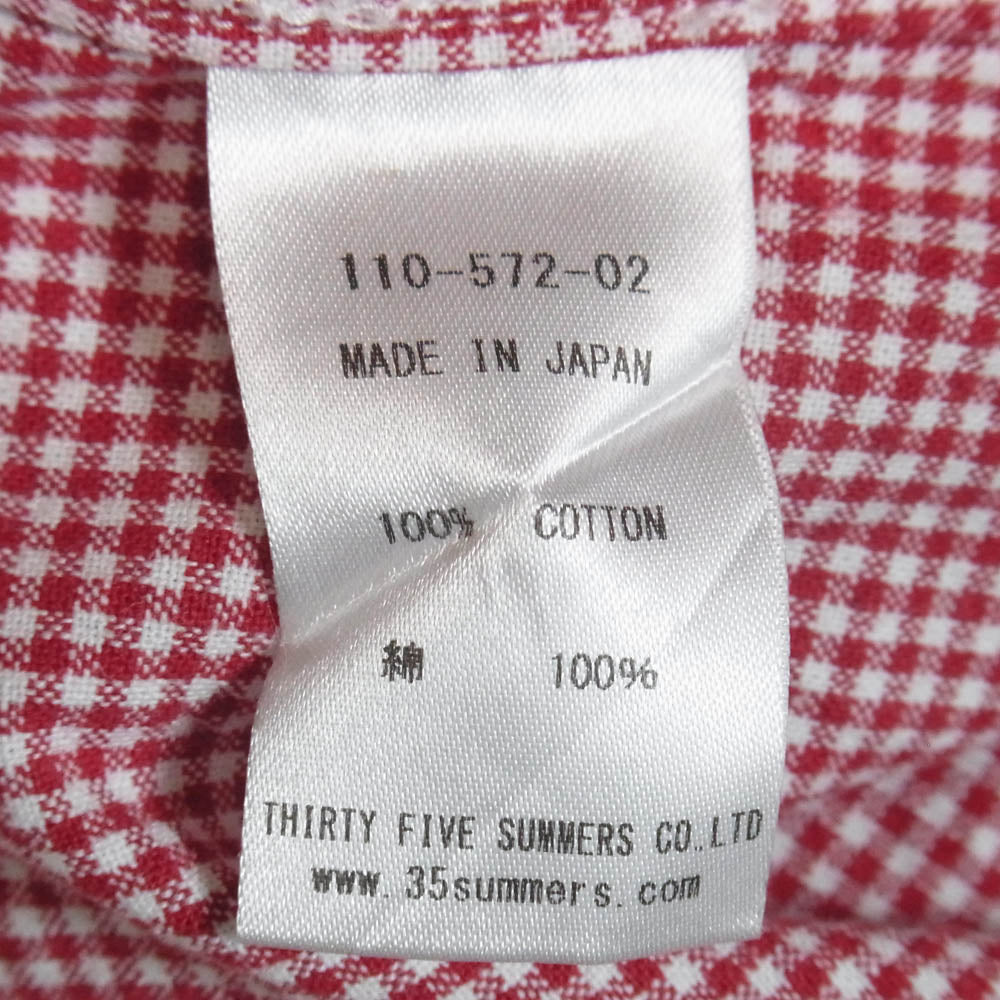 110-572-02
MADE IN JAPAN
100% COTTON
綿 100%
THIRTY FIVE SUMMERS CO.,LTD
www.35summers.com